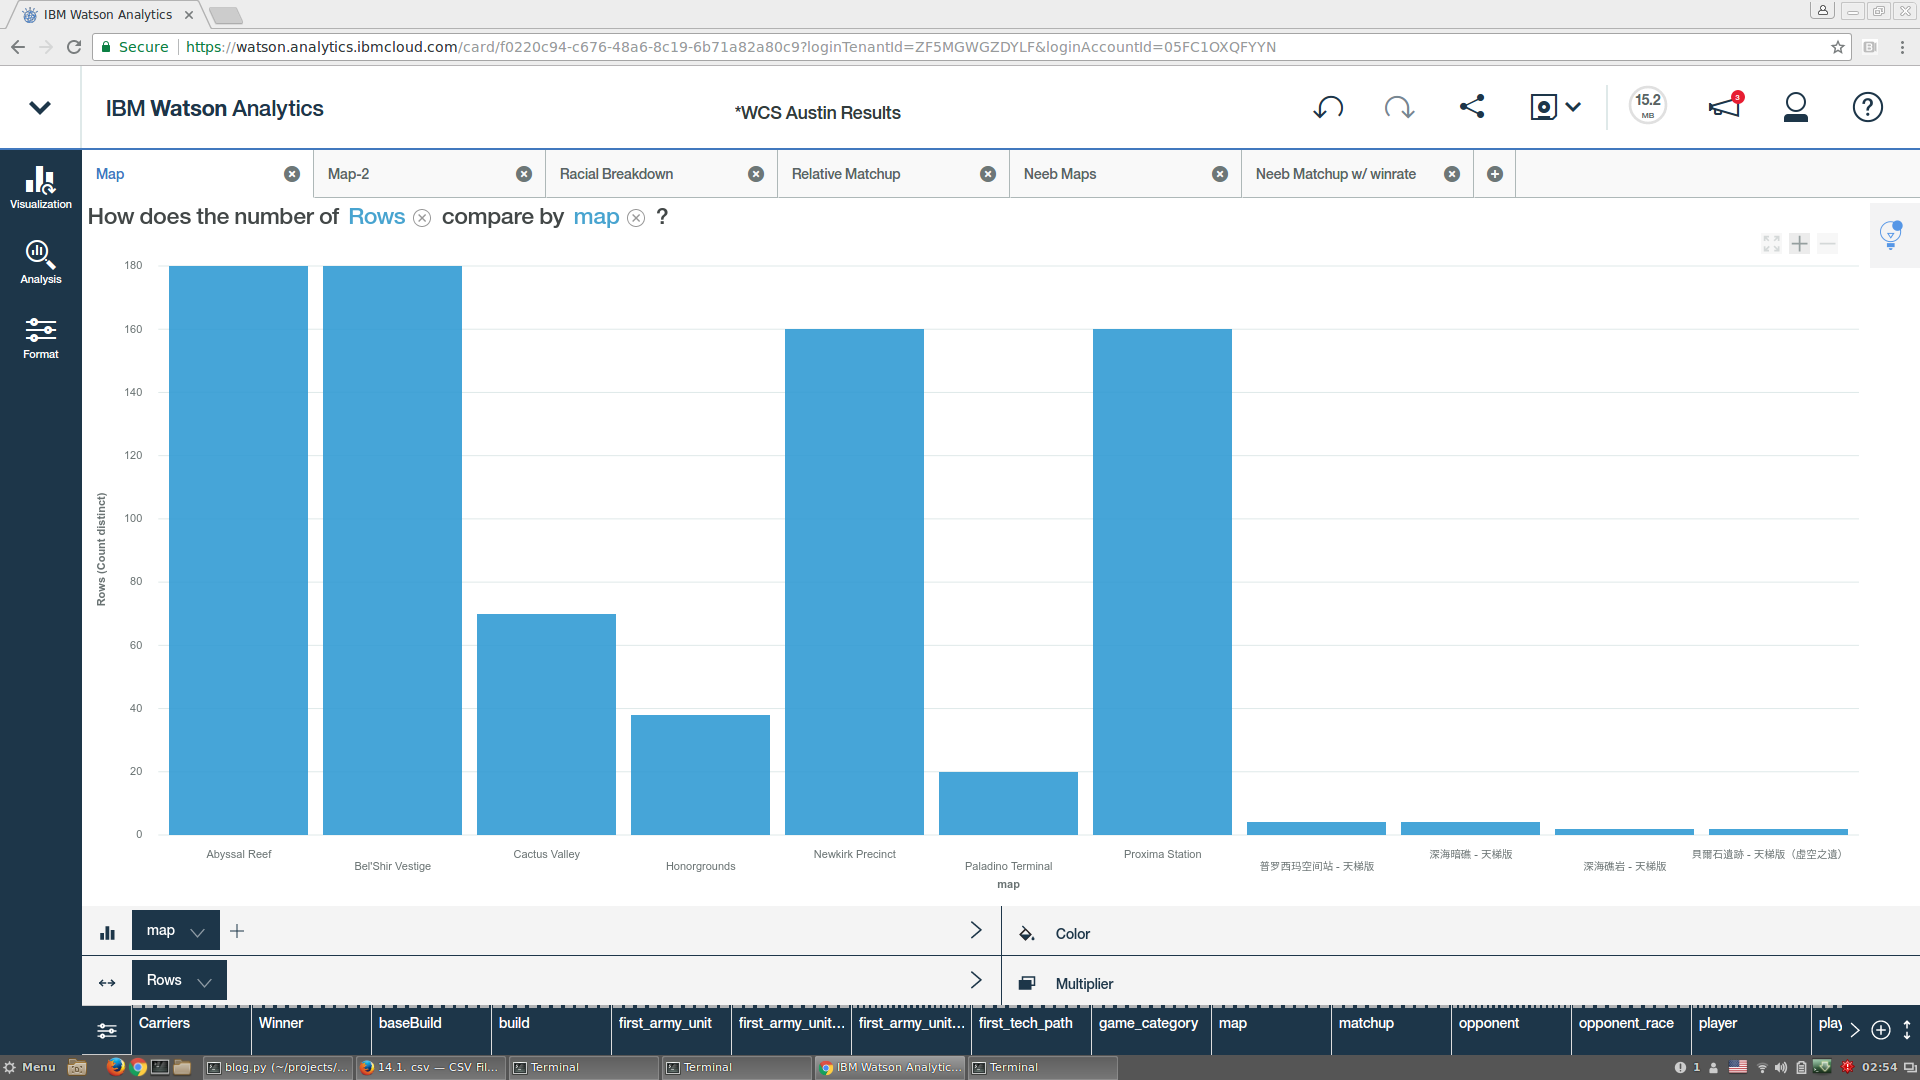 IBM Watson Analytics
Secure https://watson.analytics.ibmcloud.com/card/f0220c94-c676-48a6-8c19-6b71a82a80c9?loginTenantId=ZF5MGWGZDYLF&loginAccountId=05FC1OXQFYYN
IBM Watson Analytics
*WCS Austin Results
15.2
MB
3
Map
Map-2
Racial Breakdown
Relative Matchup
Neeb Maps
Neeb Matchup w/ winrate
Visualization
Analysis
Format
How does the number of Rows compare by map ?
180
160
140
120
100
80
60
40
20
0
Rows (Count distinct)
Abyssal Reef
Bel'Shir Vestige
Cactus Valley
Honorgrounds
Newkirk Precinct
Paladino Terminal
Proxima Station
普罗西玛空间站 - 天梯版
深海暗礁 - 天梯版
深海礁岩 - 天梯版
貝爾石遺跡 - 天梯版（虛空之遺）
map
map
Color
Rows
Multiplier
Carriers
Winner
baseBuild
build
first_army_unit
first_army_unit...
first_army_unit...
first_tech_path
game_category
map
matchup
opponent
opponent_race
player
play
Menu
blog.py (~/projects/...
14.1. csv — CSV Fil...
Terminal
Terminal
IBM Watson Analytic...
Terminal
1
02:54